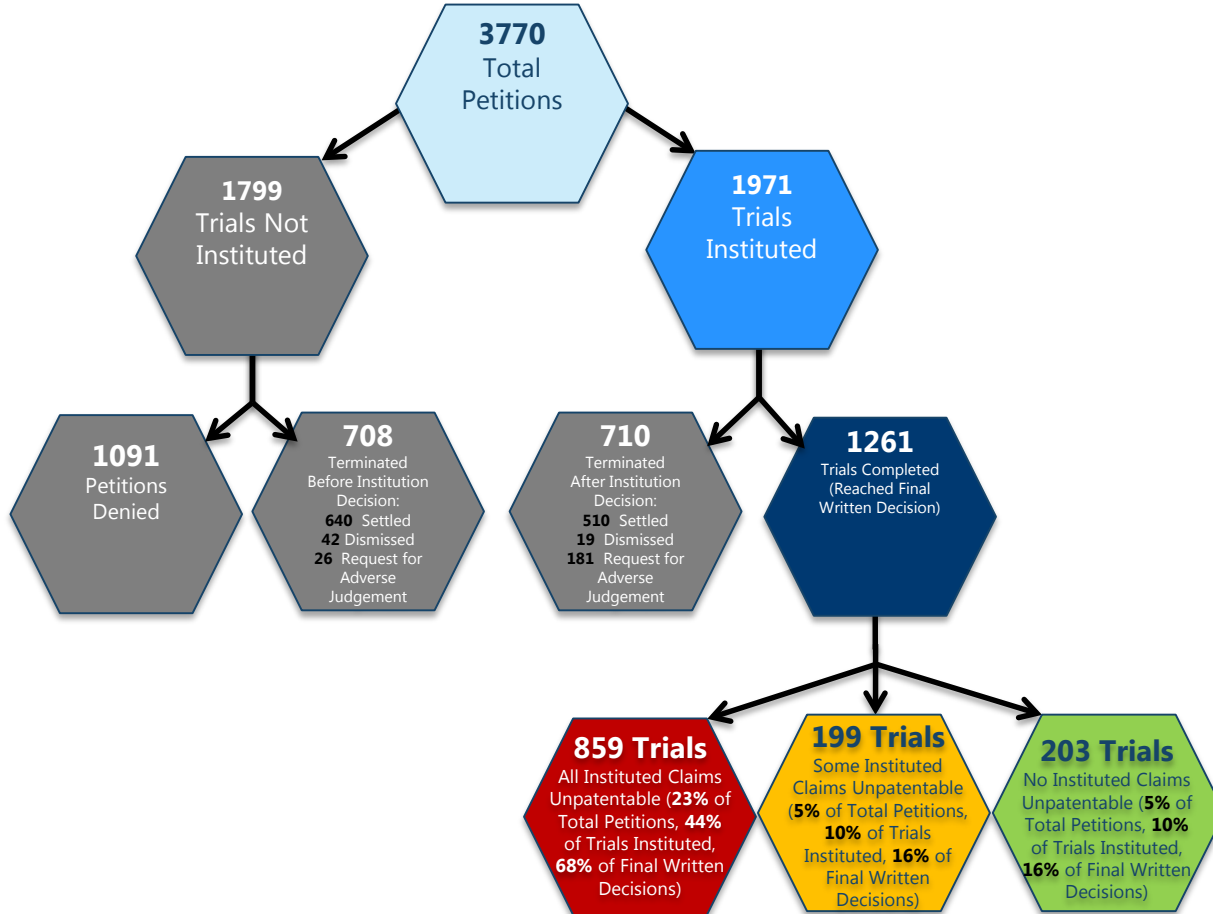 3770
Total
Petitions
1799
Trials Not
Instituted
1971
Trials
Instituted
1091
Petitions
Denied
708
Terminated
Before Institution
Decision:
640 Settled
42 Dismissed
26 Request for
Adverse
Judgement
710
Terminated
After Institution
Decision:
510 Settled
19 Dismissed
181 Request for
Adverse
Judgement
1261
Trials Completed
(Reached Final
Written Decision)
859 Trials
All Instituted Claims
Unpatentable (23% of
Total Petitions, 44%
of Trials Instituted,
68% of Final Written
Decisions)
199 Trials
Some Instituted
Claims Unpatentable
(5% of Total Petitions,
10% of Trials
Instituted, 16% of
Final Written
Decisions)
203 Trials
No Instituted Claims
Unpatentable (5% of
Total Petitions, 10%
of Trials Instituted,
16% of Final Written
Decisions)